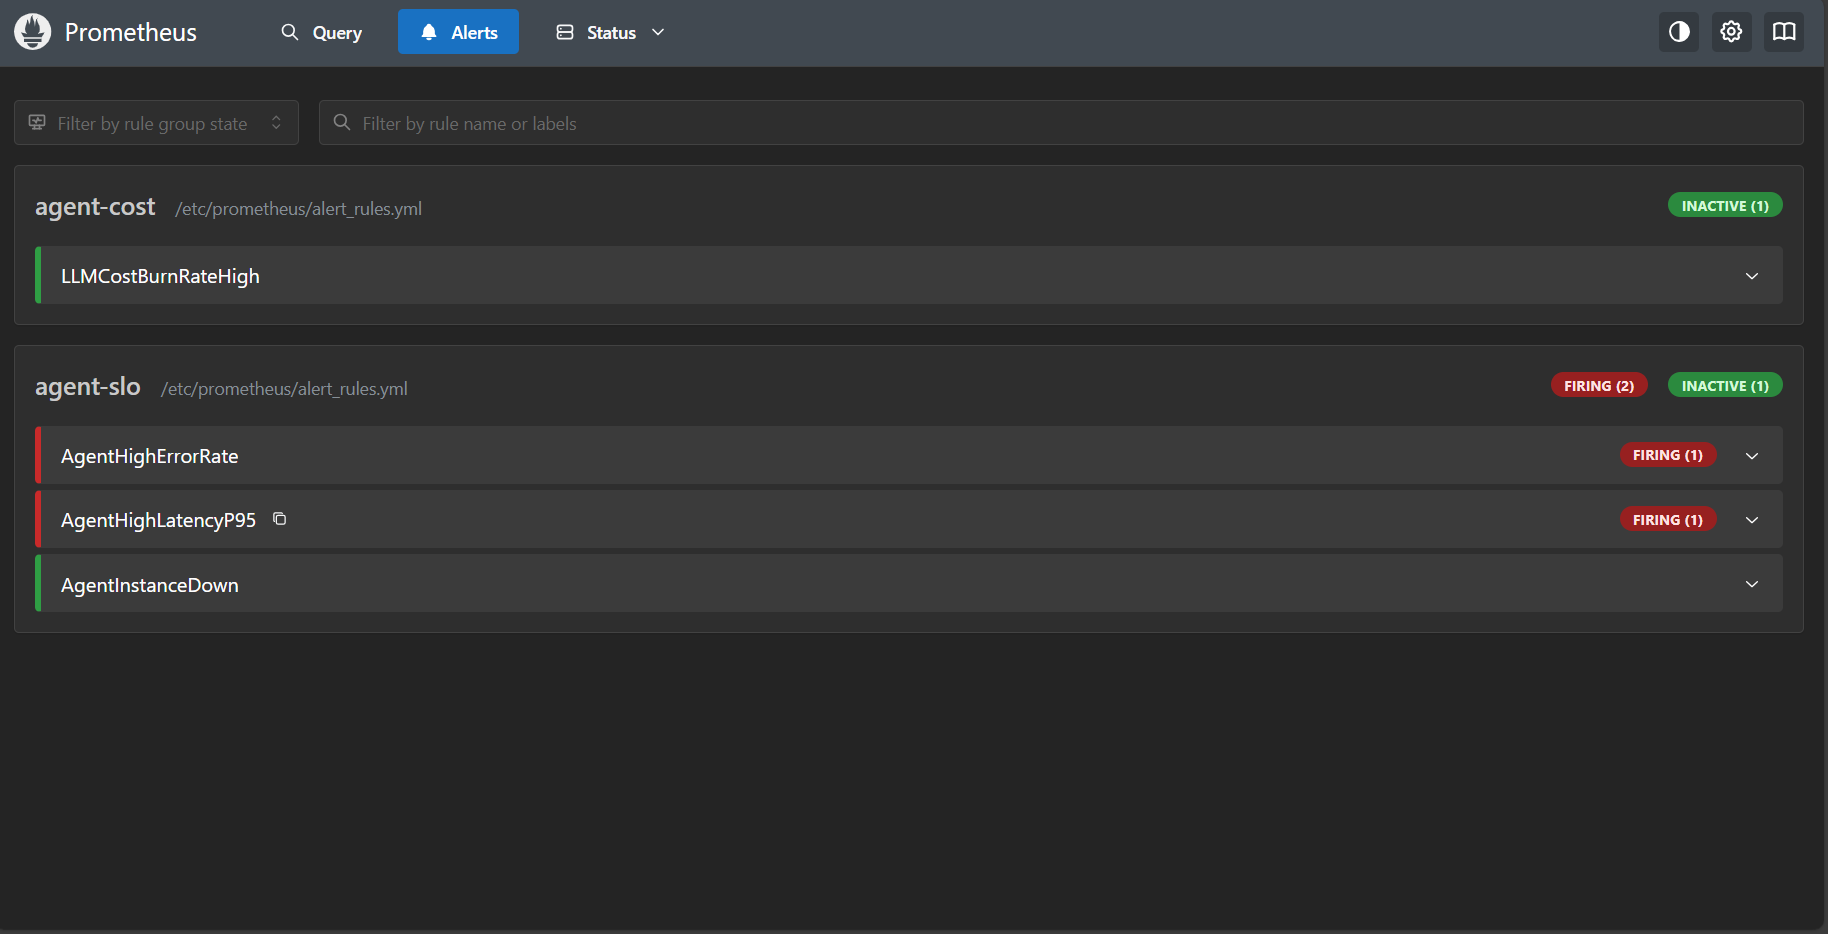 Prometheus Query Alerts Status
Filter by rule group state Filter by rule name or labels
agent-cost /etc/prometheus/alert_rules.yml INACTIVE (1)
LLMCostBurnRateHigh
agent-slo /etc/prometheus/alert_rules.yml FIRING (2) INACTIVE (1)
AgentHighErrorRate FIRING (1)
AgentHighLatencyP95 FIRING (1)
AgentInstanceDown